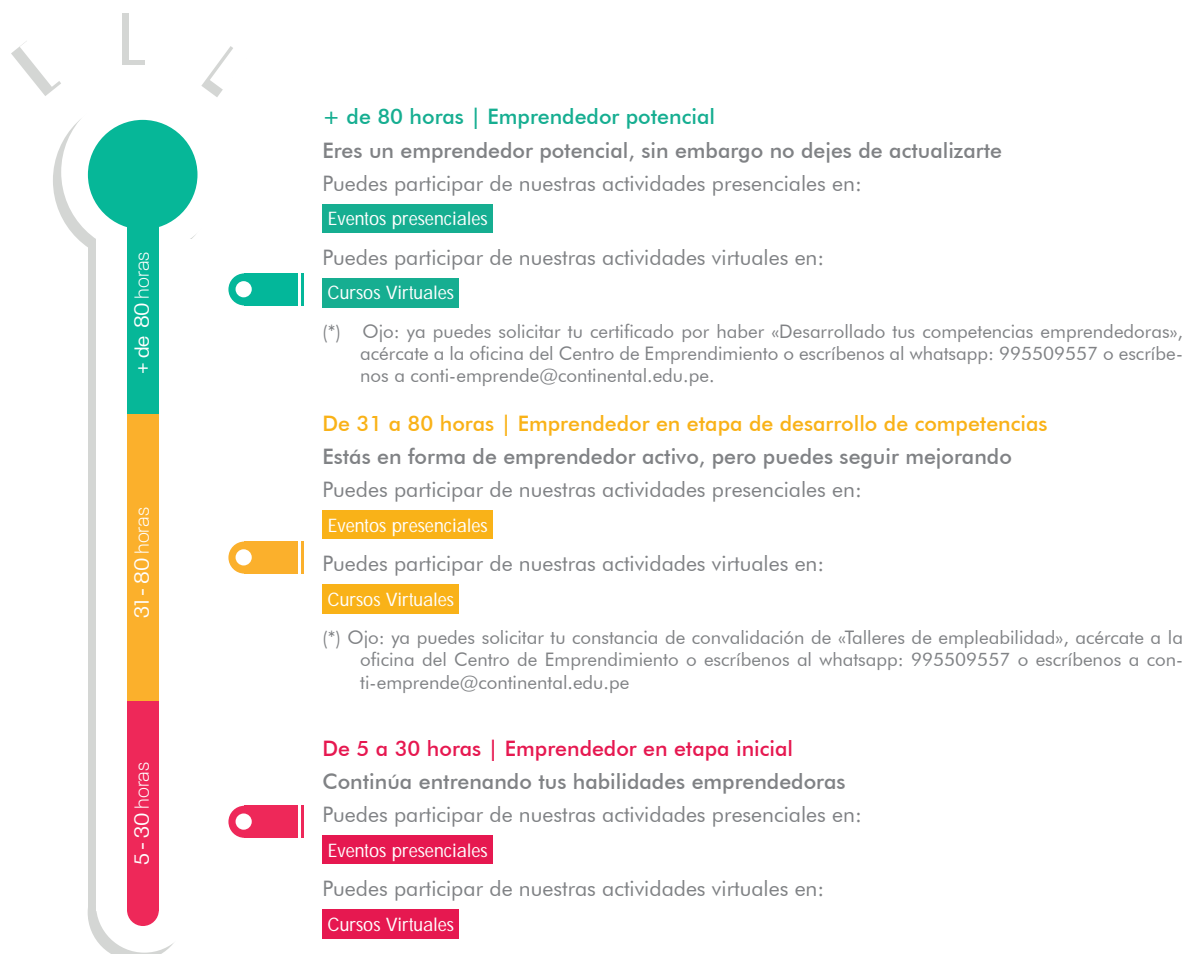 + de 80 horas | Emprendedor potencial
Eres un emprendedor potencial, sin embargo no dejes de actualizarte
Puedes participar de nuestras actividades presenciales en:
Eventos presenciales
Puedes participar de nuestras actividades virtuales en:
Cursos Virtuales
(*) Ojo: ya puedes solicitar tu certificado por haber «Desarrollado tus competencias emprendedoras»,
acércate a la oficina del Centro de Emprendimiento o escríbenos al whatsapp: 995509557 o escríbe-
nos a conti-emprende@continental.edu.pe.
+ de 80 horas
De 31 a 80 horas | Emprendedor en etapa de desarrollo de competencias
Estás en forma de emprendedor activo, pero puedes seguir mejorando
Puedes participar de nuestras actividades presenciales en:
Eventos presenciales
Puedes participar de nuestras actividades virtuales en:
Cursos Virtuales
(*) Ojo: ya puedes solicitar tu constancia de convalidación de «Talleres de empleabilidad», acércate a la
oficina del Centro de Emprendimiento o escríbenos al whatsapp: 995509557 o escríbenos a con-
ti-emprende@continental.edu.pe
31 - 80 horas
De 5 a 30 horas | Emprendedor en etapa inicial
Continúa entrenando tus habilidades emprendedoras
Puedes participar de nuestras actividades presenciales en:
Eventos presenciales
Puedes participar de nuestras actividades virtuales en:
Cursos Virtuales
5 - 30 horas